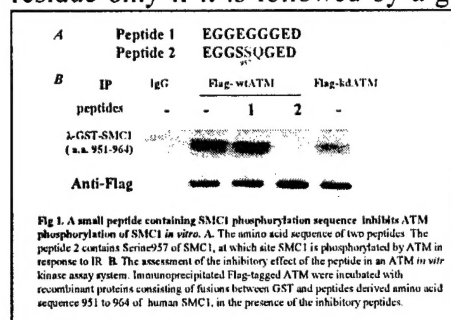 residue only if it is followed by a g
A Peptide 1 EGGEGGGED
Peptide 2 EGGSSQGED
B IP IgG Flag-wtATM Flag-kdATM
peptides - - 1 2 -
λ-GST-SMC1
(a.a. 951-964)
Anti-Flag
Fig 1. A small peptide containing SMC1 phosphorylation sequence inhibits ATM
phosphorylation of SMC1 in vitro. A. The amino acid sequence of two peptides The
peptide 2 contains Serine957 of SMC1, at which site SMC1 is phosphorylated by ATM in
response to IR B. The assessment of the inhibitory effect of the peptide in an ATM in vitr
kinase assay system. Immunoprecipitated Flag-tagged ATM were incubated with
recombinant proteins consisting of fusions between GST and peptides derived amino acid
sequence 951 to 964 of human SMC1, in the presence of the inhibitory peptides.